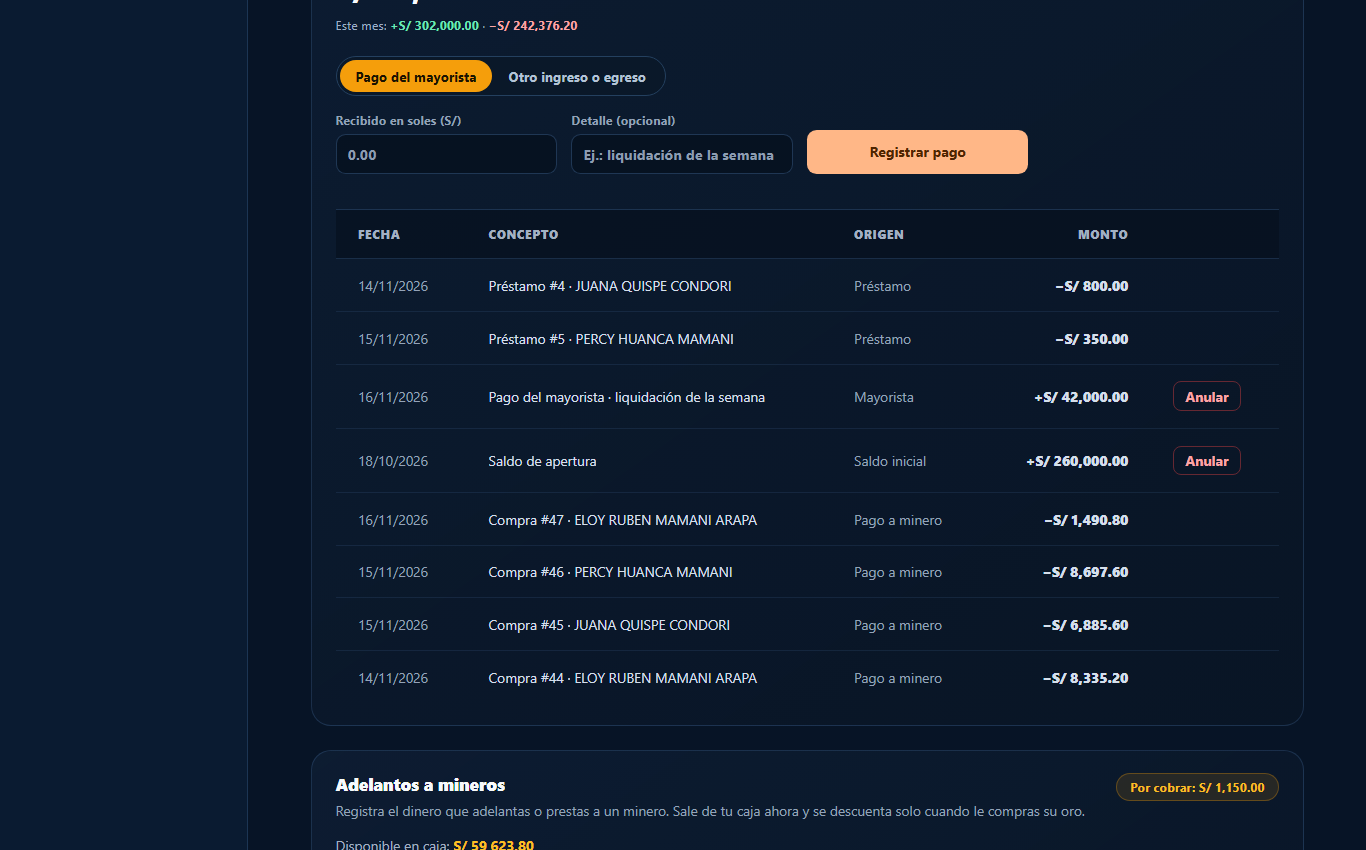 Este mes: +S/ 302,000.00 · −S/ 242,376.20
Pago del mayorista Otro ingreso o egreso
Recibido en soles (S/) Detalle (opcional)
0.00 Ej.: liquidación de la semana Registrar pago
FECHA CONCEPTO ORIGEN MONTO
14/11/2026 Préstamo #4 · JUANA QUISPE CONDORI Préstamo −S/ 800.00
15/11/2026 Préstamo #5 · PERCY HUANCA MAMANI Préstamo −S/ 350.00
16/11/2026 Pago del mayorista · liquidación de la semana Mayorista +S/ 42,000.00 Anular
18/10/2026 Saldo de apertura Saldo inicial +S/ 260,000.00 Anular
16/11/2026 Compra #47 · ELOY RUBEN MAMANI ARAPA Pago a minero −S/ 1,490.80
15/11/2026 Compra #46 · PERCY HUANCA MAMANI Pago a minero −S/ 8,697.60
15/11/2026 Compra #45 · JUANA QUISPE CONDORI Pago a minero −S/ 6,885.60
14/11/2026 Compra #44 · ELOY RUBEN MAMANI ARAPA Pago a minero −S/ 8,335.20
Adelantos a mineros Por cobrar: S/ 1,150.00
Registra el dinero que adelantas o prestas a un minero. Sale de tu caja ahora y se descuenta solo cuando le compras su oro.
Disponible en caja: S/ 59 623.80